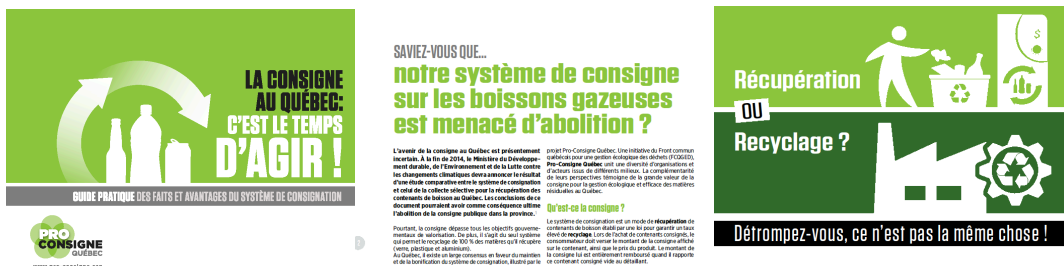 LA CONSIGNE
AU QUÉBEC:
C'EST LE TEMPS
D'AGIR !
GUIDE PRATIQUE DES FAITS ET AVANTAGES DU SYSTÈME DE CONSIGNATION
PRO
CONSIGNE
QUÉBEC
SAVIEZ-VOUS QUE...
notre système de consigne
sur les boissons gazeuses
est menacé d'abolition ?
L'avenir de la consigne au Québec est présentement
incertain. À la fin de 2014, le Ministère du Développe-
ment durable, de l'Environnement et de la Lutte contre
les changements climatiques devra annoncer le résultat
d'une étude comparative entre le système de consignation
et celui de la collecte sélective pour la récupération des
contenants de boisson au Québec. Les conclusions de ce
document pourraient avoir comme conséquence ultime
l'abolition de la consigne publique dans la province.
Pourtant, la consigne dépasse tous les objectifs gouverne-
mentaux de valorisation. De plus, il s'agit du seul système
qui permet le recyclage de 100 % des matières qu'il récupère
(verre, plastique et aluminium).
Au Québec, il existe un large consensus en faveur du maintien
et de la bonification du système de consignation, illustré par le
projet Pro-Consigne Québec. Une initiative du Front commun
québécois pour une gestion écologique des déchets (FCQGED),
Pro-Consigne Québec unit une diversité d'organisations et
d'acteurs issus de différents milieux. La complémentarité
de leurs perspectives témoigne de la grande valeur de la
consigne pour la gestion écologique et efficace des matières
résiduelles au Québec.
Qu'est-ce la consigne ?
Le système de consignation est un mode de récupération de
contenants de boisson établi par une loi pour garantir un taux
élevé de recyclage. Lors de l'achat de contenants consignés, le
consommateur doit verser le montant de la consigne affiché
sur le contenant, ainsi que le prix du produit. Le montant de
la consigne lui est entièrement remboursé quand il rapporte
ce contenant consigné vide au détaillant.
Récupération
OU
Recyclage ?
$
Détrompez-vous, ce n'est pas la même chose !